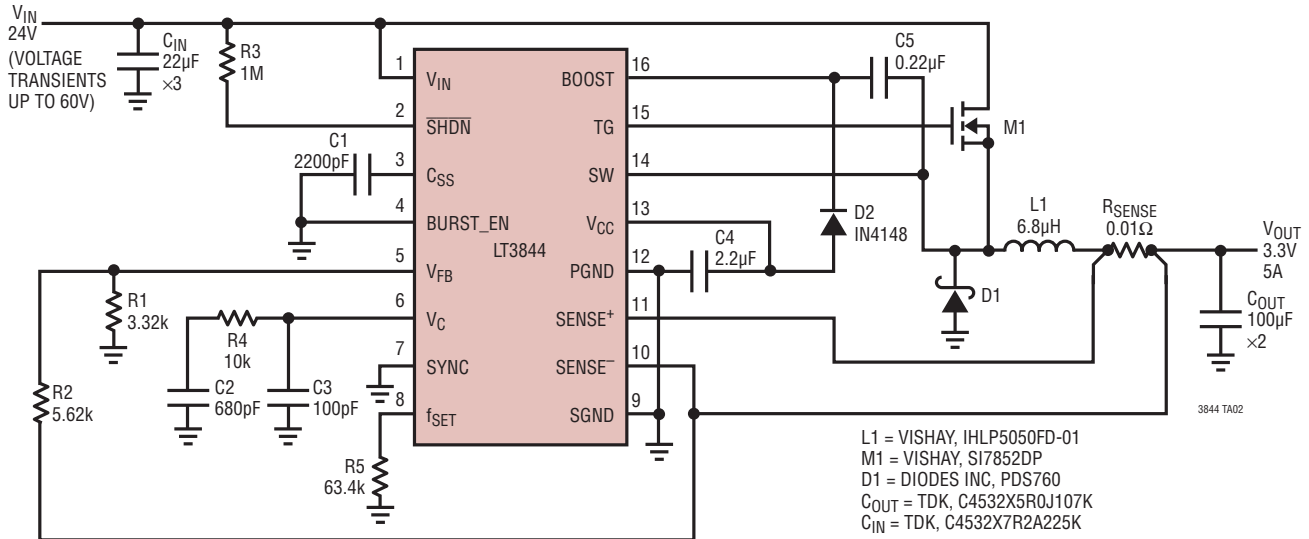 VIN
24V
(VOLTAGE
TRANSIENTS
UP TO 60V)
CIN
22µF
×3
R3
1M
C1
2200pF
R1
3.32k
R2
5.62k
R4
10k
C2
680pF
C3
100pF
R5
63.4k
LT3844
1
VIN
2
SHDN
3
CSS
4
BURST_EN
5
VFB
6
VC
7
SYNC
8
fSET
16
BOOST
15
TG
14
SW
13
VCC
12
PGND
11
SENSE+
10
SENSE–
9
SGND
C5
0.22µF
M1
D2
IN4148
C4
2.2µF
D1
L1
6.8µH
RSENSE
0.01Ω
VOUT
3.3V
5A
COUT
100µF
×2
3844 TA02
L1 = VISHAY, IHLP5050FD-01
M1 = VISHAY, SI7852DP
D1 = DIODES INC, PDS760
COUT = TDK, C4532X5R0J107K
CIN = TDK, C4532X7R2A225K